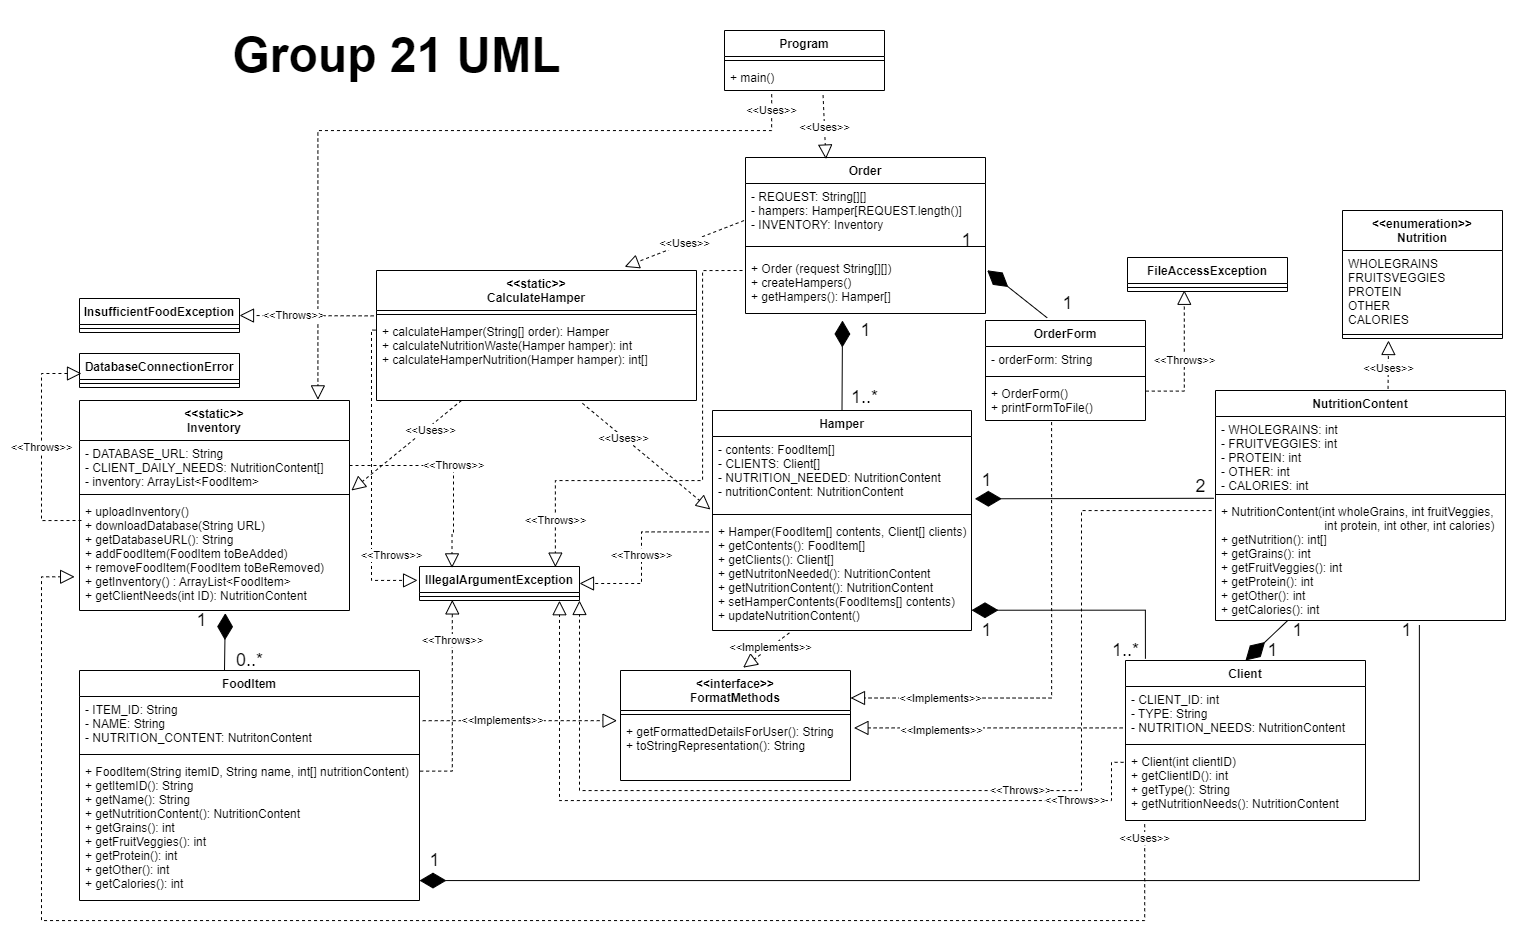 Group 21 UML
Program
+ main()
<<Uses>>
<<Uses>>
Order
- REQUEST: String[][]
- hampers: Hamper[REQUEST.length()]
- INVENTORY: Inventory
1
+ Order (request String[][])
+ createHampers()
+ getHampers(): Hamper[]
<<Uses>>
<<enumeration>>
Nutrition
WHOLEGRAINS
FRUITSVEGGIES
PROTEIN
OTHER
CALORIES
<<Uses>>
FileAccessException
<<Throws>>
<<static>>
CalculateHamper
+ calculateHamper(String[] order): Hamper
+ calculateNutritionWaste(Hamper hamper): int
+ calculateHamperNutrition(Hamper hamper): int[]
InsufficientFoodException
<<Throws>>
DatabaseConnectionError
<<Throws>>
1
OrderForm
- orderForm: String
+ OrderForm()
+ printFormToFile()
1
1..*
<<static>>
Inventory
- DATABASE_URL: String
- CLIENT_DAILY_NEEDS: NutritionContent[]
- inventory: ArrayList<FoodItem>
+ uploadInventory()
+ downloadDatabase(String URL)
+ getDatabaseURL(): String
+ addFoodItem(FoodItem toBeAdded)
+ removeFoodItem(FoodItem toBeRemoved)
+ getInventory() : ArrayList<FoodItem>
+ getClientNeeds(int ID): NutritionContent
<<Uses>>
<<Uses>>
<<Throws>>
<<Throws>>
<<Throws>>
<<Throws>>
IllegalArgumentException
Hamper
- contents: FoodItem[]
- CLIENTS: Client[]
- NUTRITION_NEEDED: NutritionContent
- nutritionContent: NutritionContent
+ Hamper(FoodItem[] contents, Client[] clients)
+ getContents(): FoodItem[]
+ getClients(): Client[]
+ getNutritonNeeded(): NutritionContent
+ getNutritionContent(): NutritionContent
+ setHamperContents(FoodItems[] contents)
+ updateNutritionContent()
1
2
NutritionContent
- WHOLEGRAINS: int
- FRUITVEGGIES: int
- PROTEIN: int
- OTHER: int
- CALORIES: int
+ NutritionContent(int wholeGrains, int fruitVeggies,
int protein, int other, int calories)
+ getNutrition(): int[]
+ getGrains(): int
+ getFruitVeggies(): int
+ getProtein(): int
+ getOther(): int
+ getCalories(): int
1
1..*
1
1
1
1
0..*
<<Throws>>
<<Implements>>
FoodItem
- ITEM_ID: String
- NAME: String
- NUTRITION_CONTENT: NutritonContent
+ FoodItem(String itemID, String name, int[] nutritionContent)
+ getItemID(): String
+ getName(): String
+ getNutritionContent(): NutritionContent
+ getGrains(): int
+ getFruitVeggies(): int
+ getProtein(): int
+ getOther(): int
+ getCalories(): int
<<Implements>>
<<interface>>
FormatMethods
+ getFormattedDetailsForUser(): String
+ toStringRepresentation(): String
<<Implements>>
<<Implements>>
Client
- CLIENT_ID: int
- TYPE: String
- NUTRITION_NEEDS: NutritionContent
+ Client(int clientID)
+ getClientID(): int
+ getType(): String
+ getNutritionNeeds(): NutritionContent
<<Throws>>
<<Throws>>
<<Uses>>
1